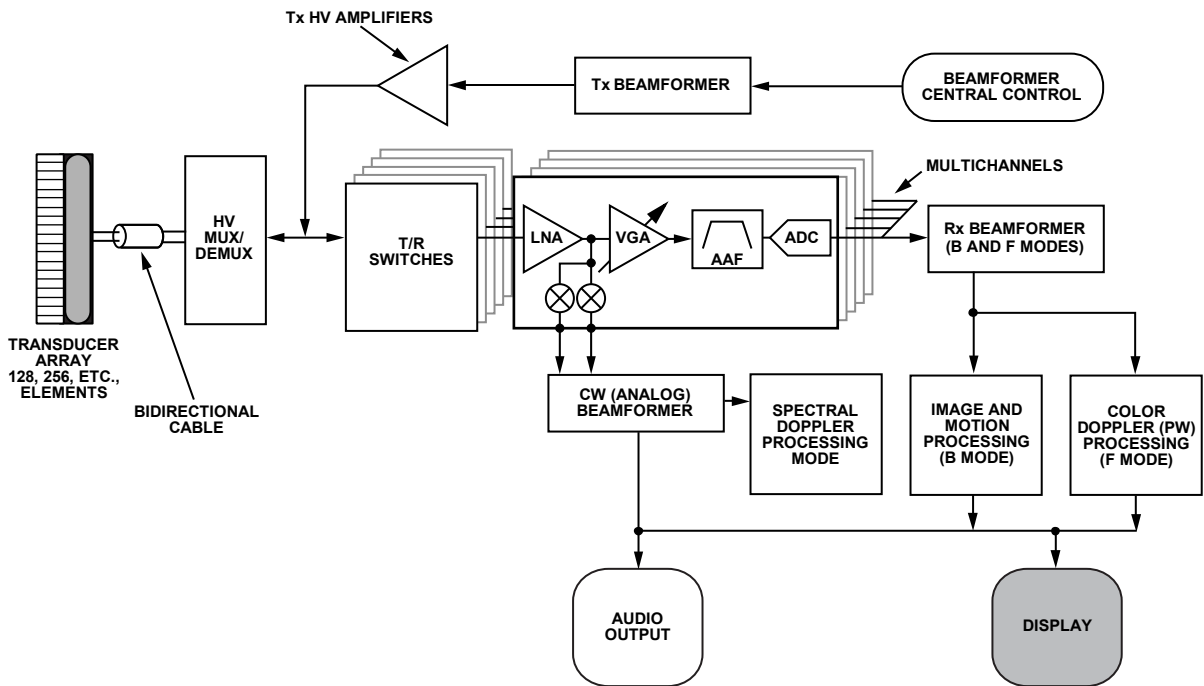 Tx HV AMPLIFIERS
Tx BEAMFORMER
BEAMFORMER
CENTRAL CONTROL
MULTICHANNELS
HV
MUX/
DEMUX
T/R
SWITCHES
LNA
VGA
AAF
ADC
Rx BEAMFORMER
(B AND F MODES)
TRANSDUCER
ARRAY
128, 256, ETC.,
ELEMENTS
BIDIRECTIONAL
CABLE
CW (ANALOG)
BEAMFORMER
SPECTRAL
DOPPLER
PROCESSING
MODE
IMAGE AND
MOTION
PROCESSING
(B MODE)
COLOR
DOPPLER (PW)
PROCESSING
(F MODE)
AUDIO
OUTPUT
DISPLAY